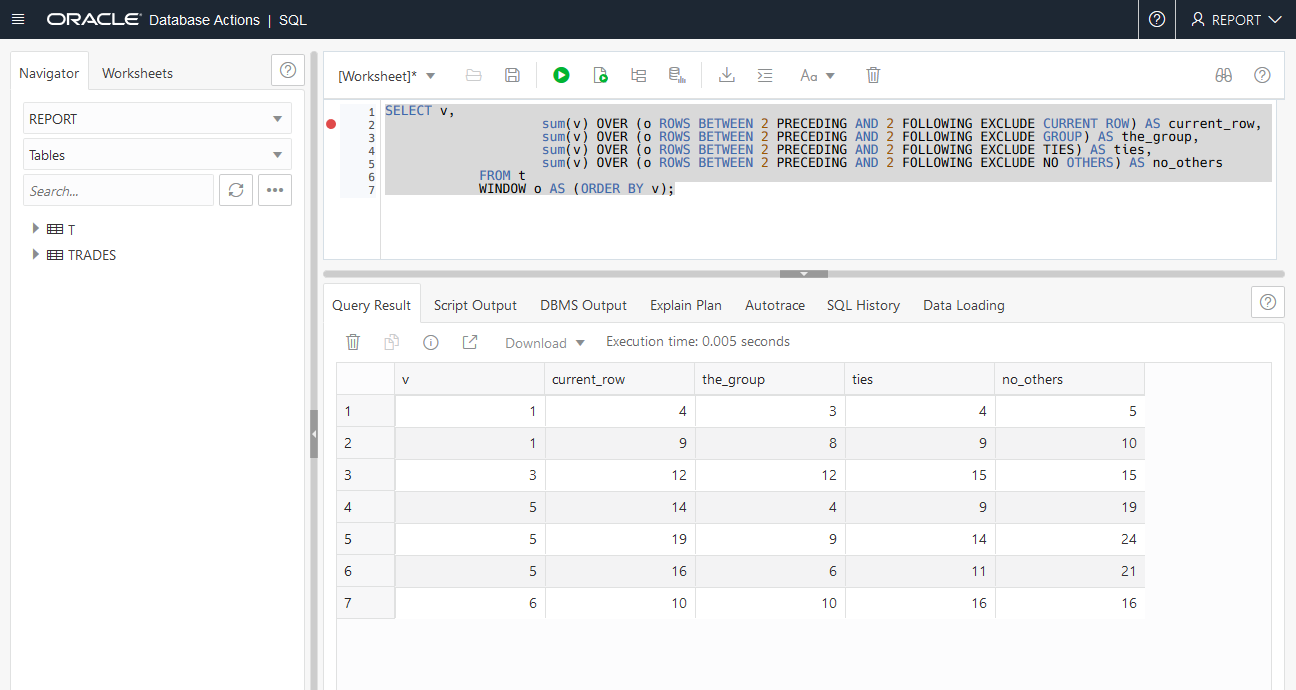 ORACLE® Database Actions | SQL
REPORT
Navigator
Worksheets
REPORT
Tables
Search...
T
TRADES
[Worksheet]*
Aa
1 SELECT v,
2 sum(v) OVER (o ROWS BETWEEN 2 PRECEDING AND 2 FOLLOWING EXCLUDE CURRENT ROW) AS current_row,
3 sum(v) OVER (o ROWS BETWEEN 2 PRECEDING AND 2 FOLLOWING EXCLUDE GROUP) AS the_group,
4 sum(v) OVER (o ROWS BETWEEN 2 PRECEDING AND 2 FOLLOWING EXCLUDE TIES) AS ties,
5 sum(v) OVER (o ROWS BETWEEN 2 PRECEDING AND 2 FOLLOWING EXCLUDE NO OTHERS) AS no_others
6 FROM t
7 WINDOW o AS (ORDER BY v);
Query Result Script Output DBMS Output Explain Plan Autotrace SQL History Data Loading
Download Execution time: 0.005 seconds
v current_row the_group ties no_others
1 1 4 3 4 5
2 1 9 8 9 10
3 3 12 12 15 15
4 5 14 4 9 19
5 5 19 9 14 24
6 5 16 6 11 21
7 6 10 10 16 16